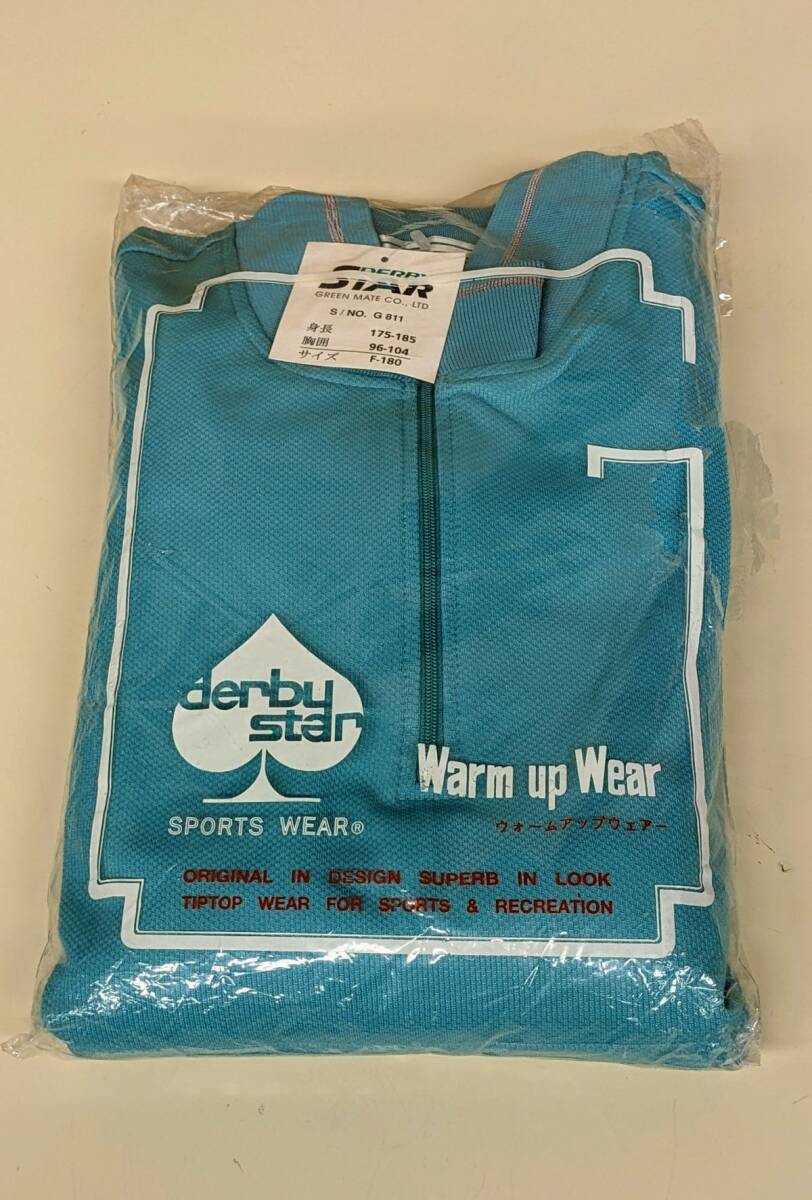 DERBY
STAR
GREEN MATE CO., LTD
S / NO. G 811
身長 175-185
胸囲 96-104
サイズ F-180
derby
star
SPORTS WEAR®
Warm up Wear
ウォームアップウェアー
ORIGINAL IN DESIGN SUPERB IN LOOK
TIPTOP WEAR FOR SPORTS & RECREATION